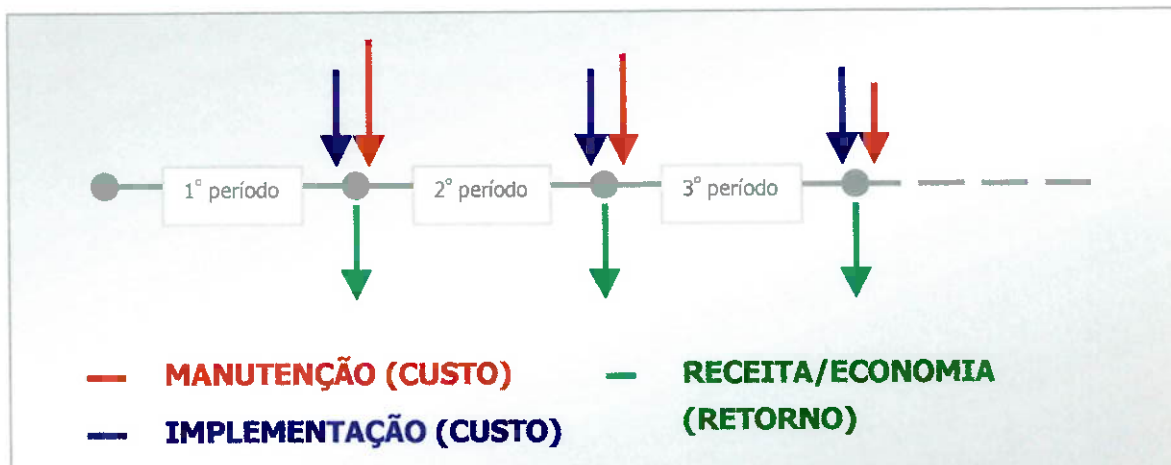 1° período
2° período
3° período
MANUTENÇÃO (CUSTO)
RECEITA/ECONOMIA
(RETORNO)
IMPLEMENTAÇÃO (CUSTO)